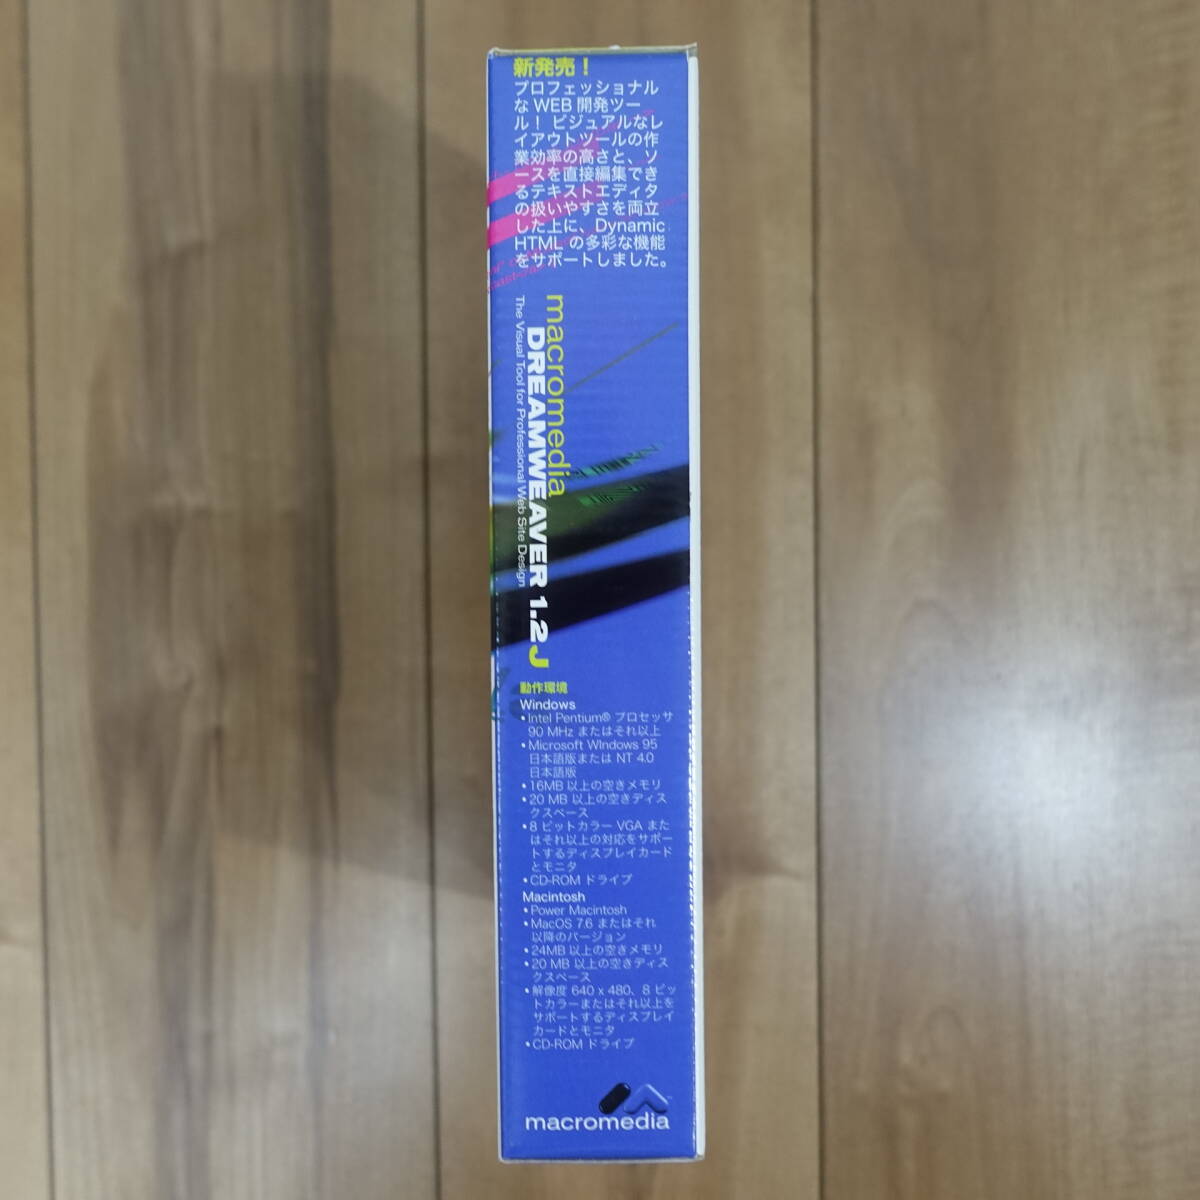 新発売！
プロフェッショナル
な WEB 開発ツー
ル！ ビジュアルなレ
イアウトツールの作
業効率の高さと、ソ
ースを直接編集でき
るテキストエディタ
の扱いやすさを両立
した上に、Dynamic
HTML の多彩な機能
をサポートしました。
macromedia
DREAMWEAVER 1.2J
The Visual Tool for Professional Web Site Design
動作環境
Windows
・Intel Pentium® プロセッサ
90 MHz またはそれ以上
・Microsoft Windows 95
日本語版または NT 4.0
日本語版
・16MB 以上の空きメモリ
・20 MB 以上の空きディス
クスペース
・8 ビットカラー VGA また
はそれ以上の対応をサポー
トするディスプレイカード
とモニタ
・CD-ROM ドライブ
Macintosh
・Power Macintosh
・MacOS 7.6 またはそれ
以降のバージョン
・24MB 以上の空きメモリ
・20 MB 以上の空きディス
クスペース
・解像度 640 x 480、8 ビッ
トカラーまたはそれ以上を
サポートするディスプレイ
カードとモニタ
・CD-ROM ドライブ
macromedia